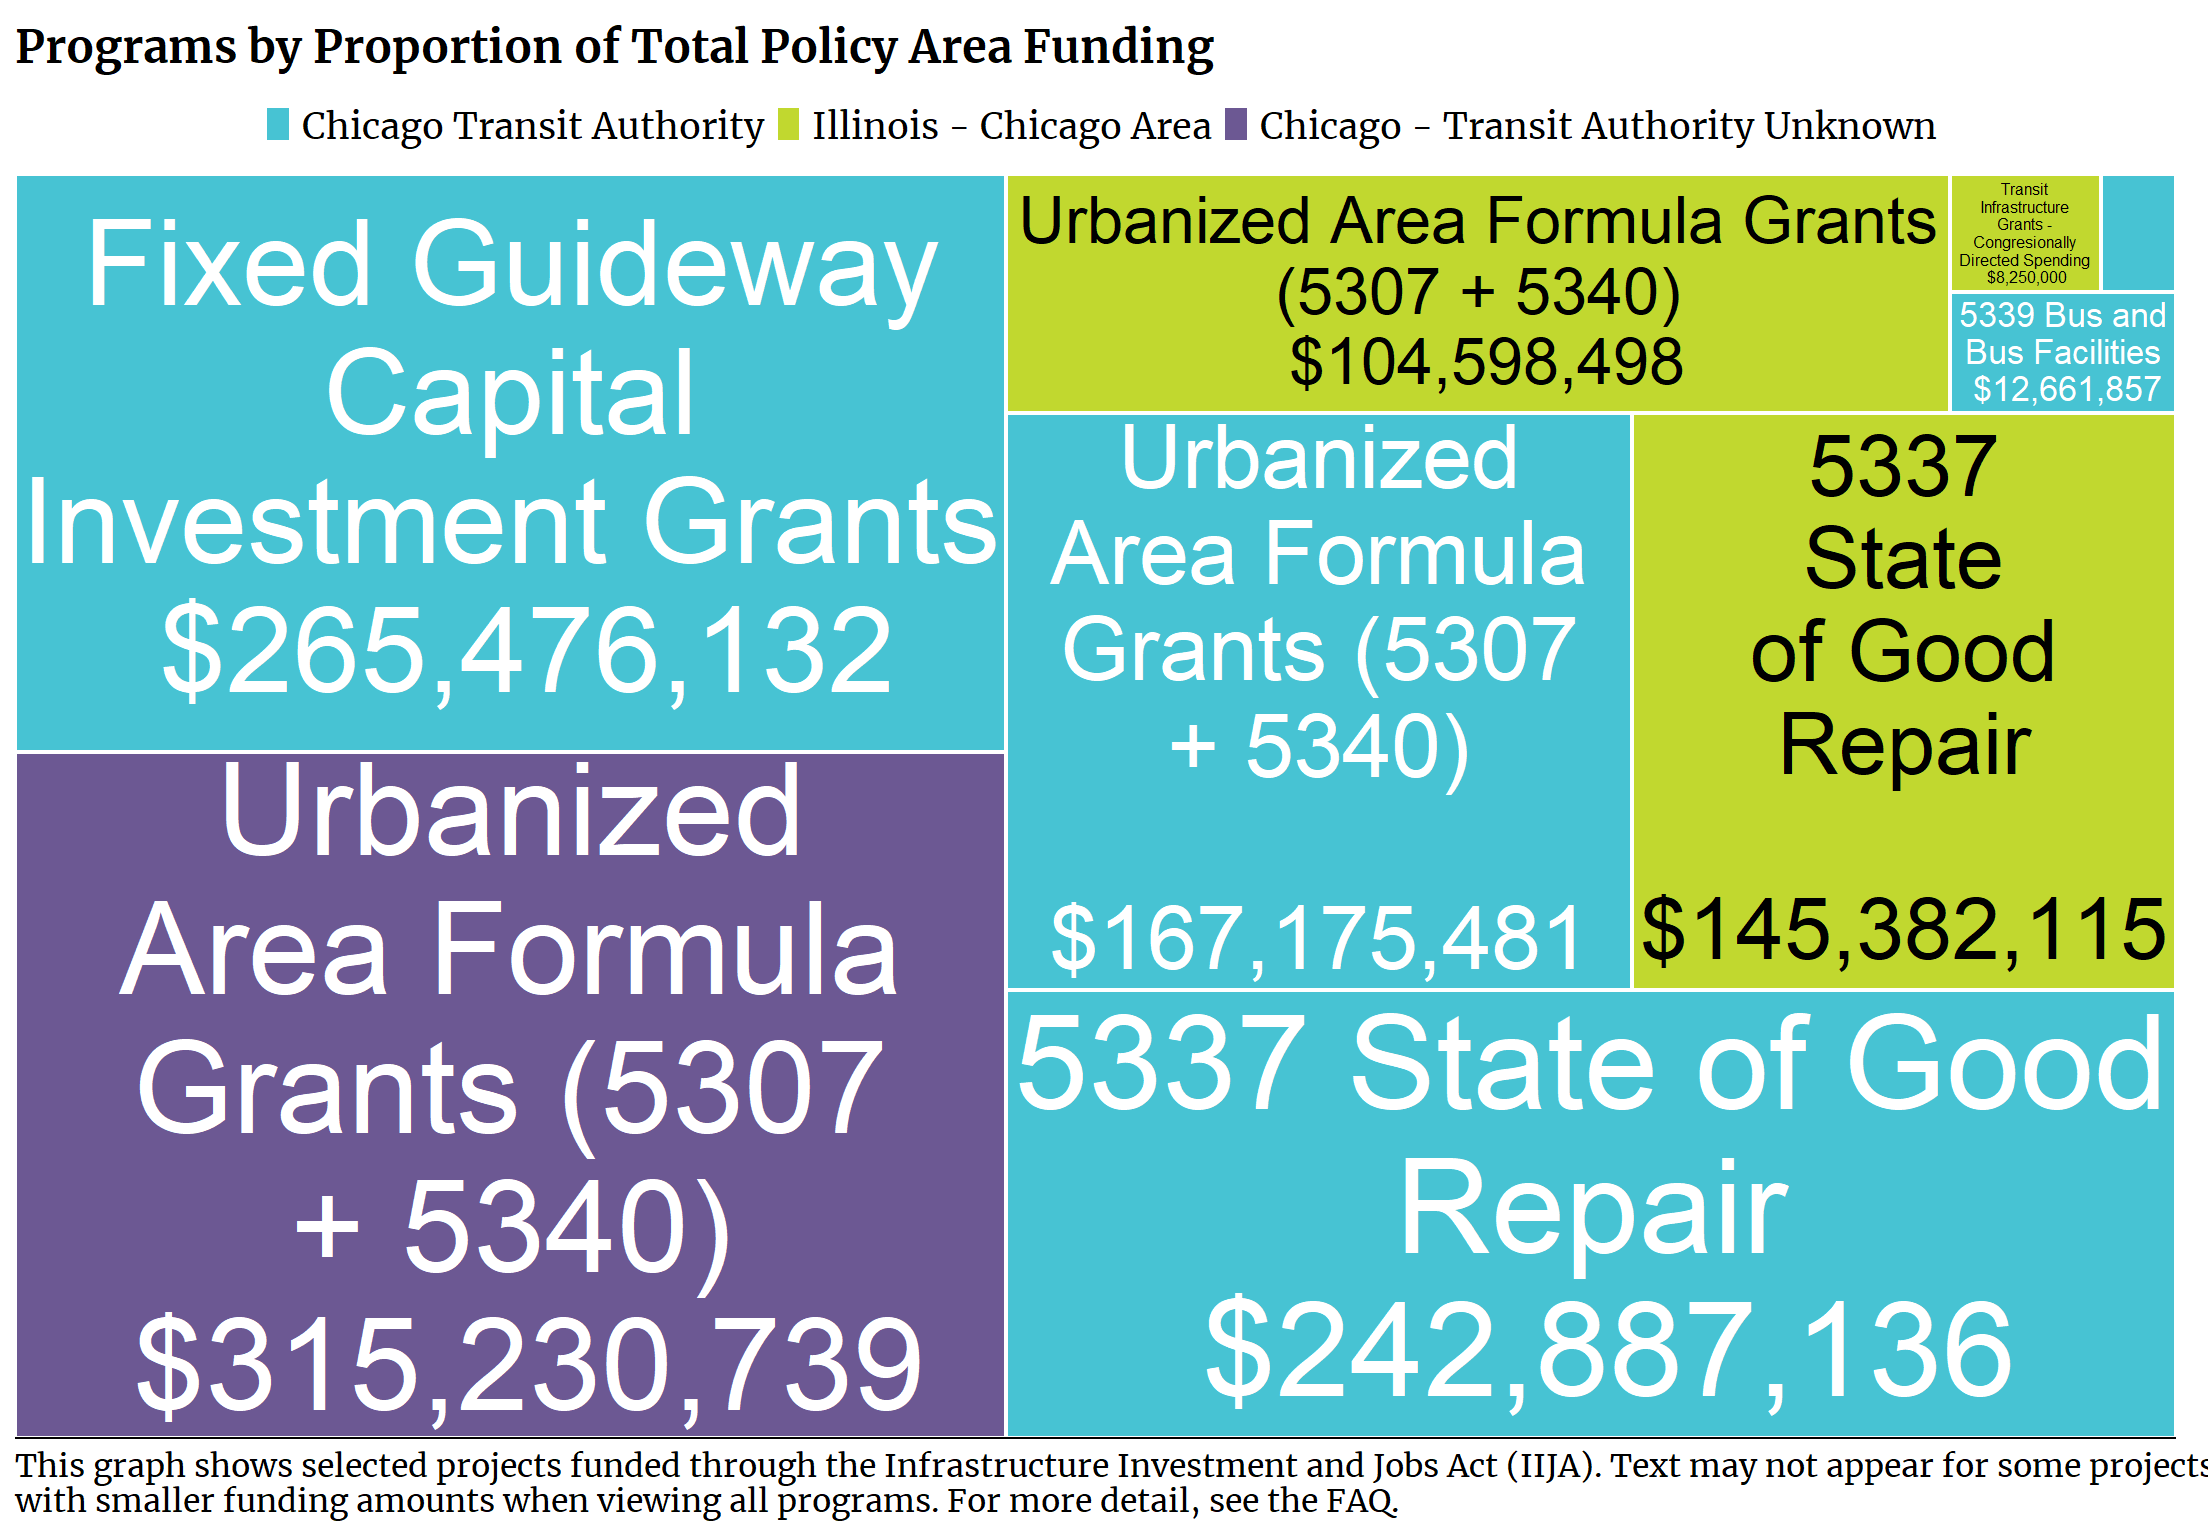 Programs by Proportion of Total Policy Area Funding
Chicago Transit Authority Illinois - Chicago Area Chicago - Transit Authority Unknown
Fixed Guideway
Capital
Investment Grants
$265,476,132
Urbanized
Area Formula
Grants (5307
+ 5340)
$315,230,739
Urbanized Area Formula Grants
(5307 + 5340)
$104,598,498
Transit
Infrastructure
Grants -
Congresionally
Directed Spending
$8,250,000
5339 Bus and
Bus Facilities
$12,661,857
Urbanized
Area Formula
Grants (5307
+ 5340)
$167,175,481
5337
State
of Good
Repair
$145,382,115
5337 State of Good
Repair
$242,887,136
This graph shows selected projects funded through the Infrastructure Investment and Jobs Act (IIJA). Text may not appear for some projects
with smaller funding amounts when viewing all programs. For more detail, see the FAQ.